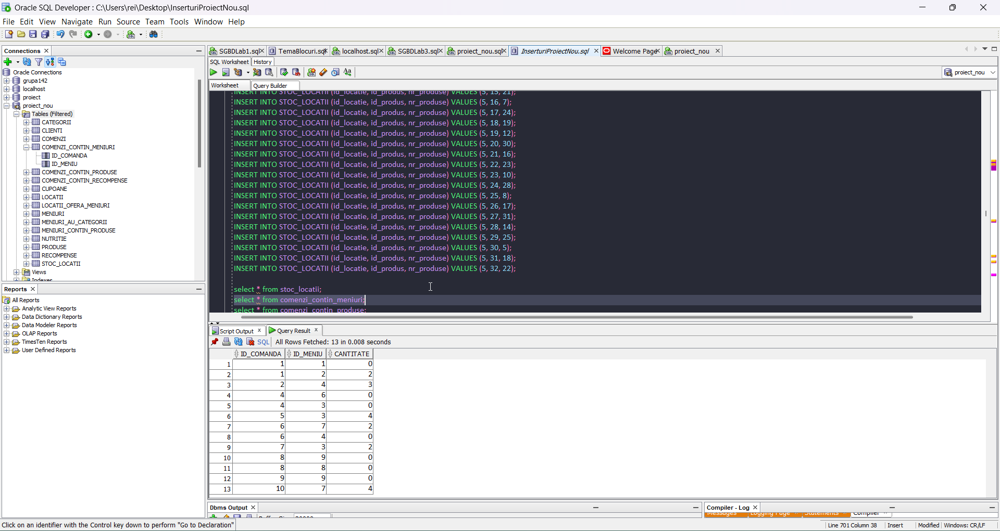 Oracle SQL Developer : C:\Users\rei\Desktop\InserturiProiectNou.sql
File Edit View Navigate Run Source Team Tools Window Help
Connections
Oracle Connections
grupa142
localhost
proiect
proiect_nou
Tables (Filtered)
CATEGORII
CLIENTI
COMENZI
COMENZI_CONTIN_MENIURI
ID_COMANDA
ID_MENIU
COMENZI_CONTIN_PRODUSE
COMENZI_CONTIN_RECOMPENSE
CUPOANE
LOCATII
LOCATII_OFERA_MENIURI
MENIURI
MENIURI_AU_CATEGORII
MENIURI_CONTIN_PRODUSE
NUTRITIE
PRODUSE
RECOMPENSE
STOC_LOCATII
Views
Indexes
Reports
All Reports
Analytic View Reports
Data Dictionary Reports
Data Modeler Reports
OLAP Reports
TimesTen Reports
User Defined Reports
SGBDLab1.sql TemaBlocuri.sql localhost.sql SGBDLab3.sql proiect_nou.sql InserturiProiectNou.sql Welcome Page proiect_nou
SQL Worksheet History
proiect_nou
Worksheet Query Builder
INSERT INTO STOC_LOCATII (id_locatie, id_produs, nr_produse) VALUES (5, 15, 21);
INSERT INTO STOC_LOCATII (id_locatie, id_produs, nr_produse) VALUES (5, 16, 7);
INSERT INTO STOC_LOCATII (id_locatie, id_produs, nr_produse) VALUES (5, 17, 24);
INSERT INTO STOC_LOCATII (id_locatie, id_produs, nr_produse) VALUES (5, 18, 19);
INSERT INTO STOC_LOCATII (id_locatie, id_produs, nr_produse) VALUES (5, 19, 12);
INSERT INTO STOC_LOCATII (id_locatie, id_produs, nr_produse) VALUES (5, 20, 30);
INSERT INTO STOC_LOCATII (id_locatie, id_produs, nr_produse) VALUES (5, 21, 16);
INSERT INTO STOC_LOCATII (id_locatie, id_produs, nr_produse) VALUES (5, 22, 23);
INSERT INTO STOC_LOCATII (id_locatie, id_produs, nr_produse) VALUES (5, 23, 10);
INSERT INTO STOC_LOCATII (id_locatie, id_produs, nr_produse) VALUES (5, 24, 28);
INSERT INTO STOC_LOCATII (id_locatie, id_produs, nr_produse) VALUES (5, 25, 8);
INSERT INTO STOC_LOCATII (id_locatie, id_produs, nr_produse) VALUES (5, 26, 17);
INSERT INTO STOC_LOCATII (id_locatie, id_produs, nr_produse) VALUES (5, 27, 31);
INSERT INTO STOC_LOCATII (id_locatie, id_produs, nr_produse) VALUES (5, 28, 14);
INSERT INTO STOC_LOCATII (id_locatie, id_produs, nr_produse) VALUES (5, 29, 25);
INSERT INTO STOC_LOCATII (id_locatie, id_produs, nr_produse) VALUES (5, 30, 5);
INSERT INTO STOC_LOCATII (id_locatie, id_produs, nr_produse) VALUES (5, 31, 18);
INSERT INTO STOC_LOCATII (id_locatie, id_produs, nr_produse) VALUES (5, 32, 22);
select * from stoc_locatii;
select * from comenzi_contin_meniuri;
select * from comenzi_contin_produse;
Script Output Query Result
SQL All Rows Fetched: 13 in 0.008 seconds
ID_COMANDA ID_MENIU CANTITATE
1 1 1 0
2 1 2 2
3 2 4 3
4 4 6 0
5 4 3 0
6 5 3 4
7 6 7 2
8 6 4 0
9 7 3 2
10 8 9 0
11 8 8 0
12 9 9 0
13 10 7 4
Dbms Output
Compiler - Log
Messages Logging Page Statements Compiler
Click on an identifier with the Control key down to perform "Go to Declaration"
Line 701 Column 38 Insert Modified Windows: CR/LF